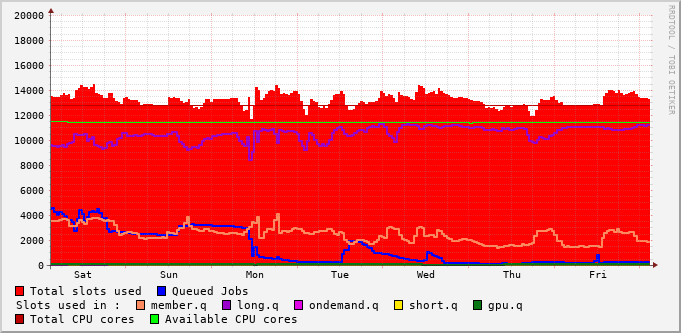 20000
18000
16000
14000
12000
10000
8000
6000
4000
2000
0
Sat Sun Mon Tue Wed Thu Fri
RRDTOOL / TOBI OETIKER
Total slots used Queued Jobs
Slots used in : member.q long.q ondemand.q short.q gpu.q
Total CPU cores Available CPU cores